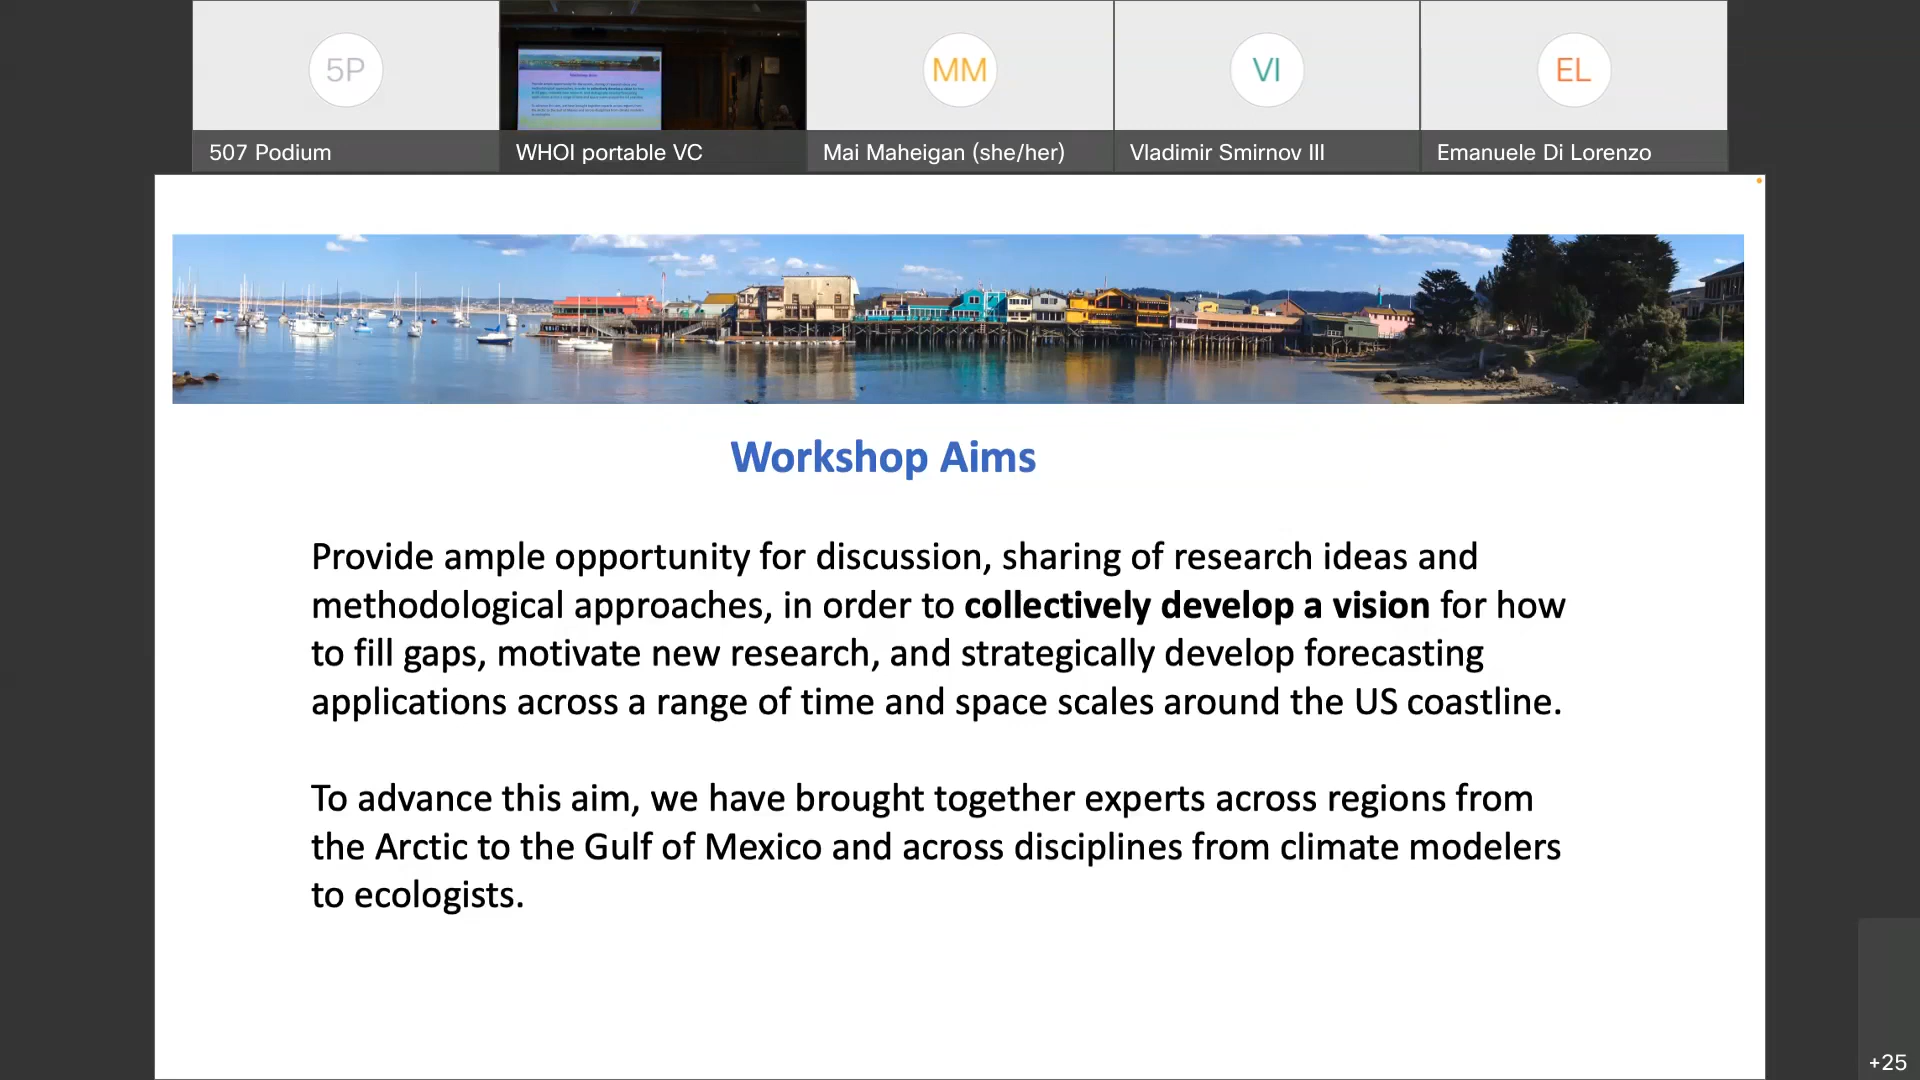 5P
MM
VI
EL
507 Podium
WHOI portable VC
Mai Maheigan (she/her)
Vladimir Smirnov III
Emanuele Di Lorenzo
Workshop Aims
Provide ample opportunity for discussion, sharing of research ideas and
methodological approaches, in order to collectively develop a vision for how
to fill gaps, motivate new research, and strategically develop forecasting
applications across a range of time and space scales around the US coastline.
To advance this aim, we have brought together experts across regions from
the Arctic to the Gulf of Mexico and across disciplines from climate modelers
to ecologists.
+25